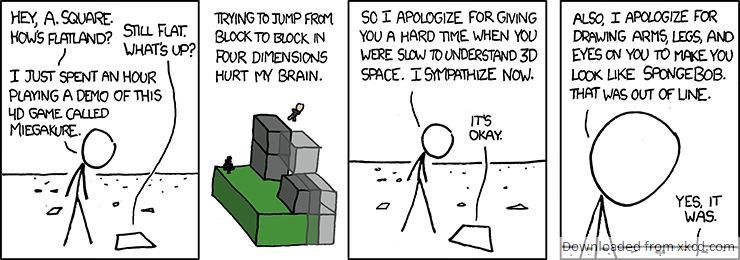 HEY, A. SQUARE.
HOW'S FLATLAND?
STILL FLAT.
WHAT'S UP?
I JUST SPENT AN HOUR
PLAYING A DEMO OF THIS
4D GAME CALLED
MIEGAKURE.
TRYING TO JUMP FROM
BLOCK TO BLOCK IN
FOUR DIMENSIONS
HURT MY BRAIN.
SO I APOLOGIZE FOR GIVING
YOU A HARD TIME WHEN YOU
WERE SLOW TO UNDERSTAND 3D
SPACE. I SYMPATHIZE NOW.
IT'S
OKAY.
ALSO, I APOLOGIZE FOR
DRAWING ARMS, LEGS, AND
EYES ON YOU TO MAKE YOU
LOOK LIKE SPONGEBOB.
THAT WAS OUT OF LINE.
YES, IT
WAS.
Downloaded from xkcd.com